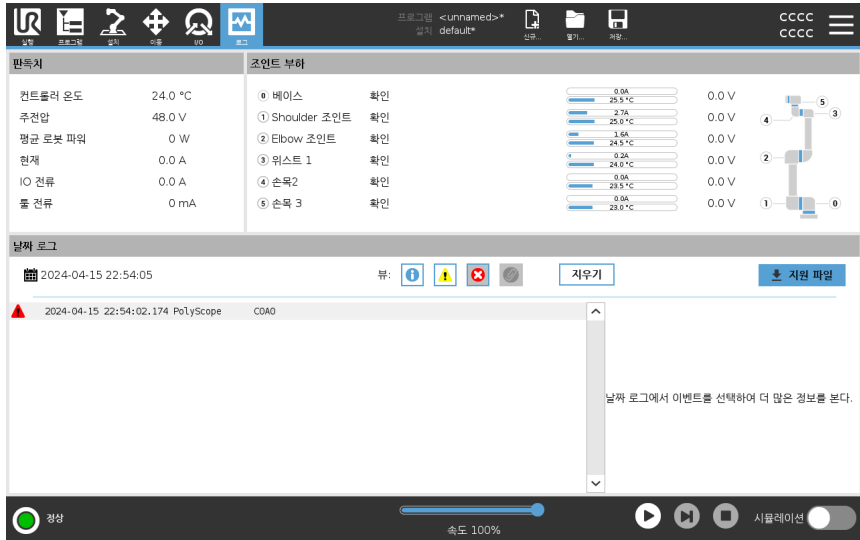 UR
프로그램 <unnamed>*
설치 default*
cccc
cccc
실행 프로그램 설치 이동 I/O 로그
신규... 열기... 저장...
판독치
조인트 부하
컨트롤러 온도 24.0 °C
주전압 48.0 V
평균 로봇 파워 0 W
현재 0.0 A
IO 전류 0.0 A
툴 전류 0 mA
0 베이스 확인 0.0A 25.5 °C 0.0 V
1 Shoulder 조인트 확인 2.7A 25.0 °C 0.0 V
2 Elbow 조인트 확인 1.6A 24.5 °C 0.0 V
3 위스트 1 확인 0.2A 24.0 °C 0.0 V
4 손목2 확인 0.0A 23.5 °C 0.0 V
5 손목 3 확인 0.0A 23.0 °C 0.0 V
5
4 3
2
1 0
날짜 로그
2024-04-15 22:54:05
뷰:
지우기
지원 파일
2024-04-15 22:54:02.174 PolyScope C0A0
날짜 로그에서 이벤트를 선택하여 더 많은 정보를 본다.
정상
속도 100%
시뮬레이션